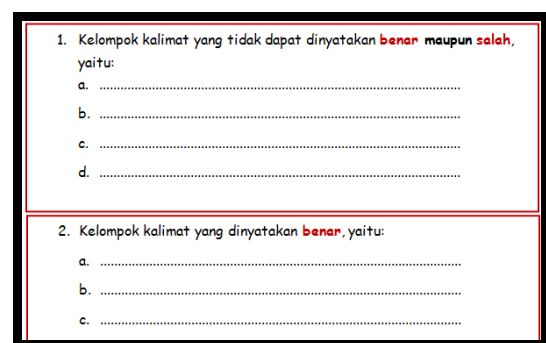 1. Kelompok kalimat yang tidak dapat dinyatakan benar maupun salah,
yaitu:
a. ........................................................................................................
b. ........................................................................................................
c. ........................................................................................................
d. ........................................................................................................
2. Kelompok kalimat yang dinyatakan benar, yaitu:
a. ........................................................................................................
b. ........................................................................................................
c. ........................................................................................................